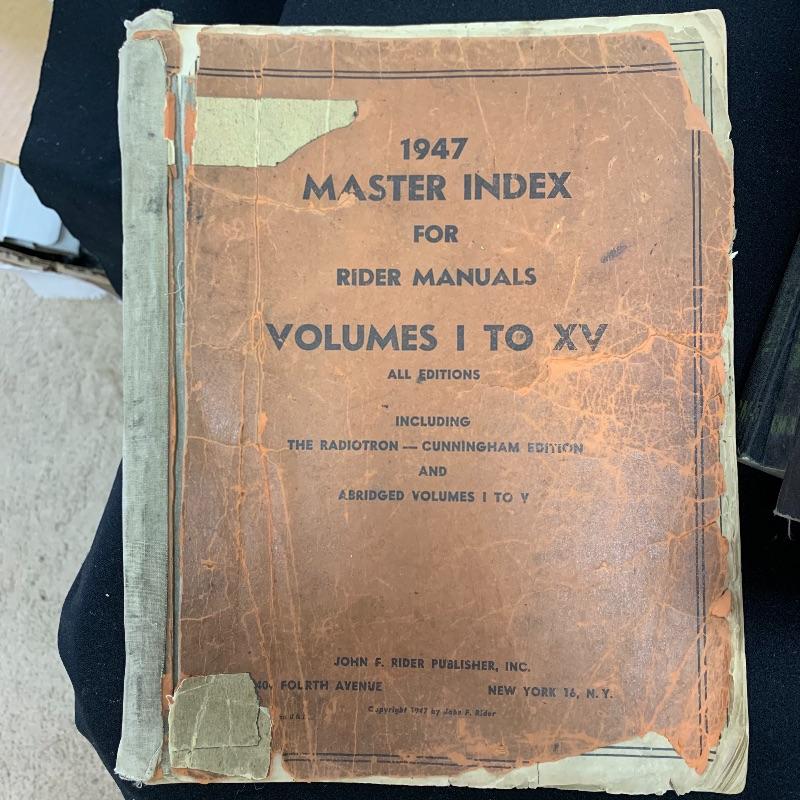 1947
MASTER INDEX
FOR
RIDER MANUALS
VOLUMES I TO XV
ALL EDITIONS
INCLUDING
THE RADIOTRON — CUNNINGHAM EDITION
AND
ABRIDGED VOLUMES I TO V
JOHN F. RIDER PUBLISHER, INC.
FOURTH AVENUE NEW YORK 16, N.Y.
Copyright 1947 by John F. Rider